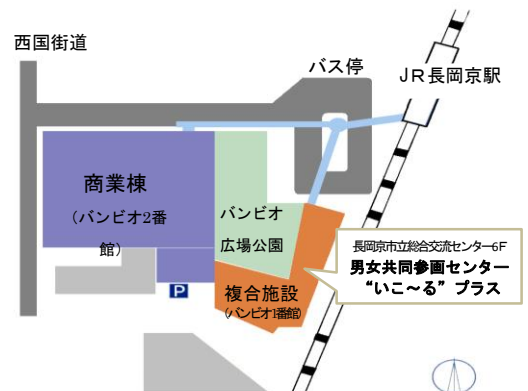 西国街道
バス停
JR長岡京駅
商業棟
(バンビオ2番
館)
バンビオ
広場公園
長岡京市立総合交流センター6F
男女共同参画センター
“いこ～る”プラス
複合施設
(バンビオ1番館)
P